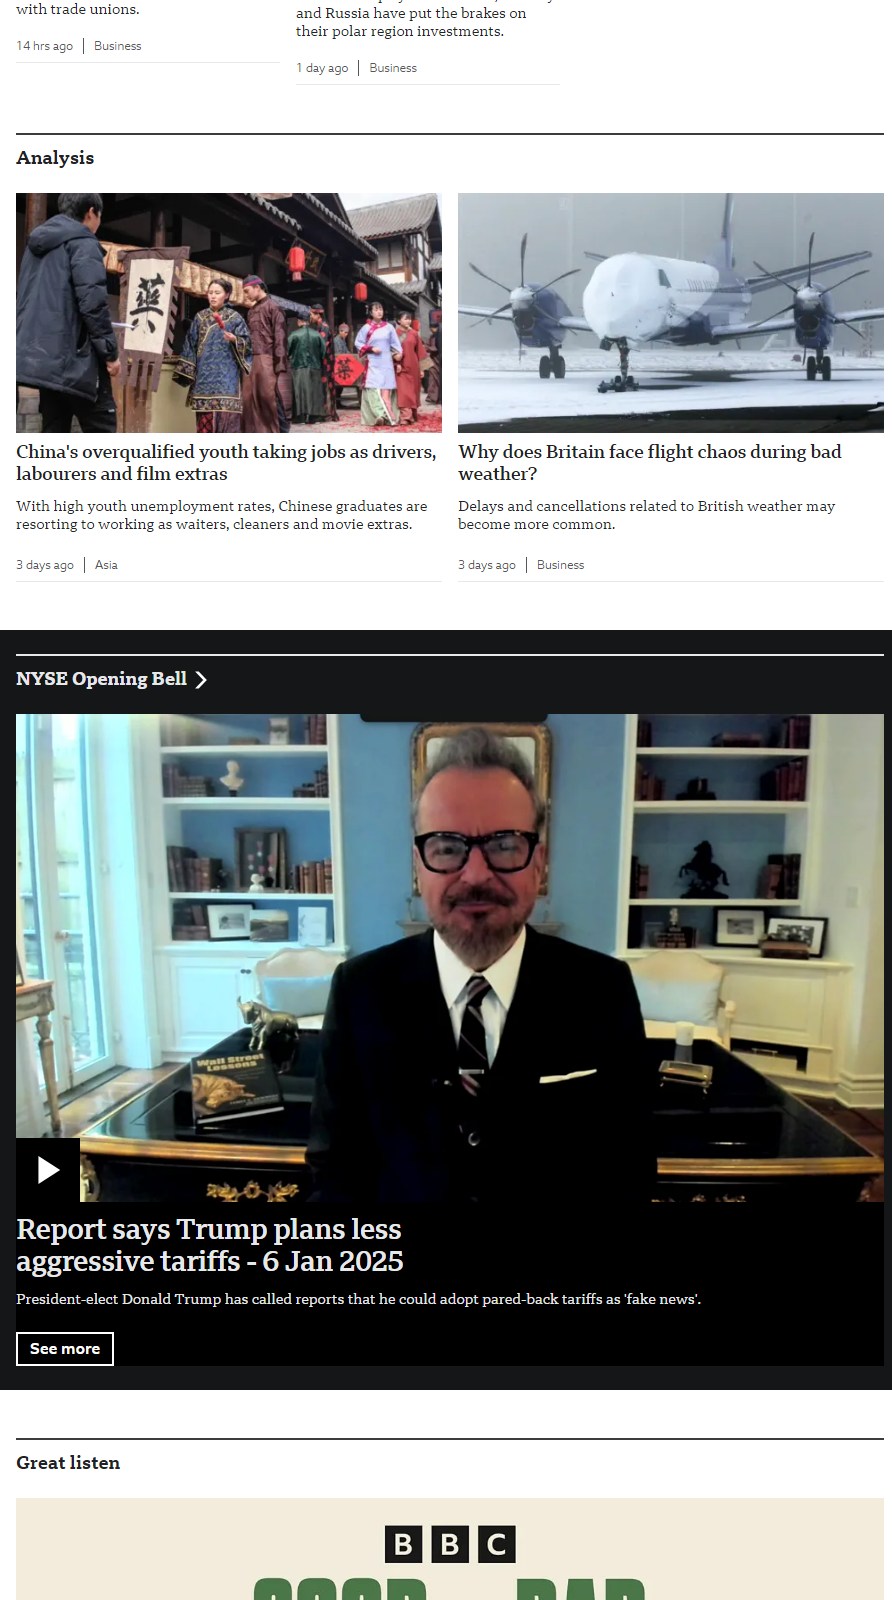 with trade unions.
14 hrs ago | Business
and Russia have put the brakes on
their polar region investments.
1 day ago | Business
Analysis
China's overqualified youth taking jobs as drivers,
labourers and film extras
With high youth unemployment rates, Chinese graduates are
resorting to working as waiters, cleaners and movie extras.
3 days ago | Asia
Why does Britain face flight chaos during bad
weather?
Delays and cancellations related to British weather may
become more common.
3 days ago | Business
NYSE Opening Bell
Wall Street
Lessons
Report says Trump plans less
aggressive tariffs - 6 Jan 2025
President-elect Donald Trump has called reports that he could adopt pared-back tariffs as 'fake news'.
See more
Great listen
BBC